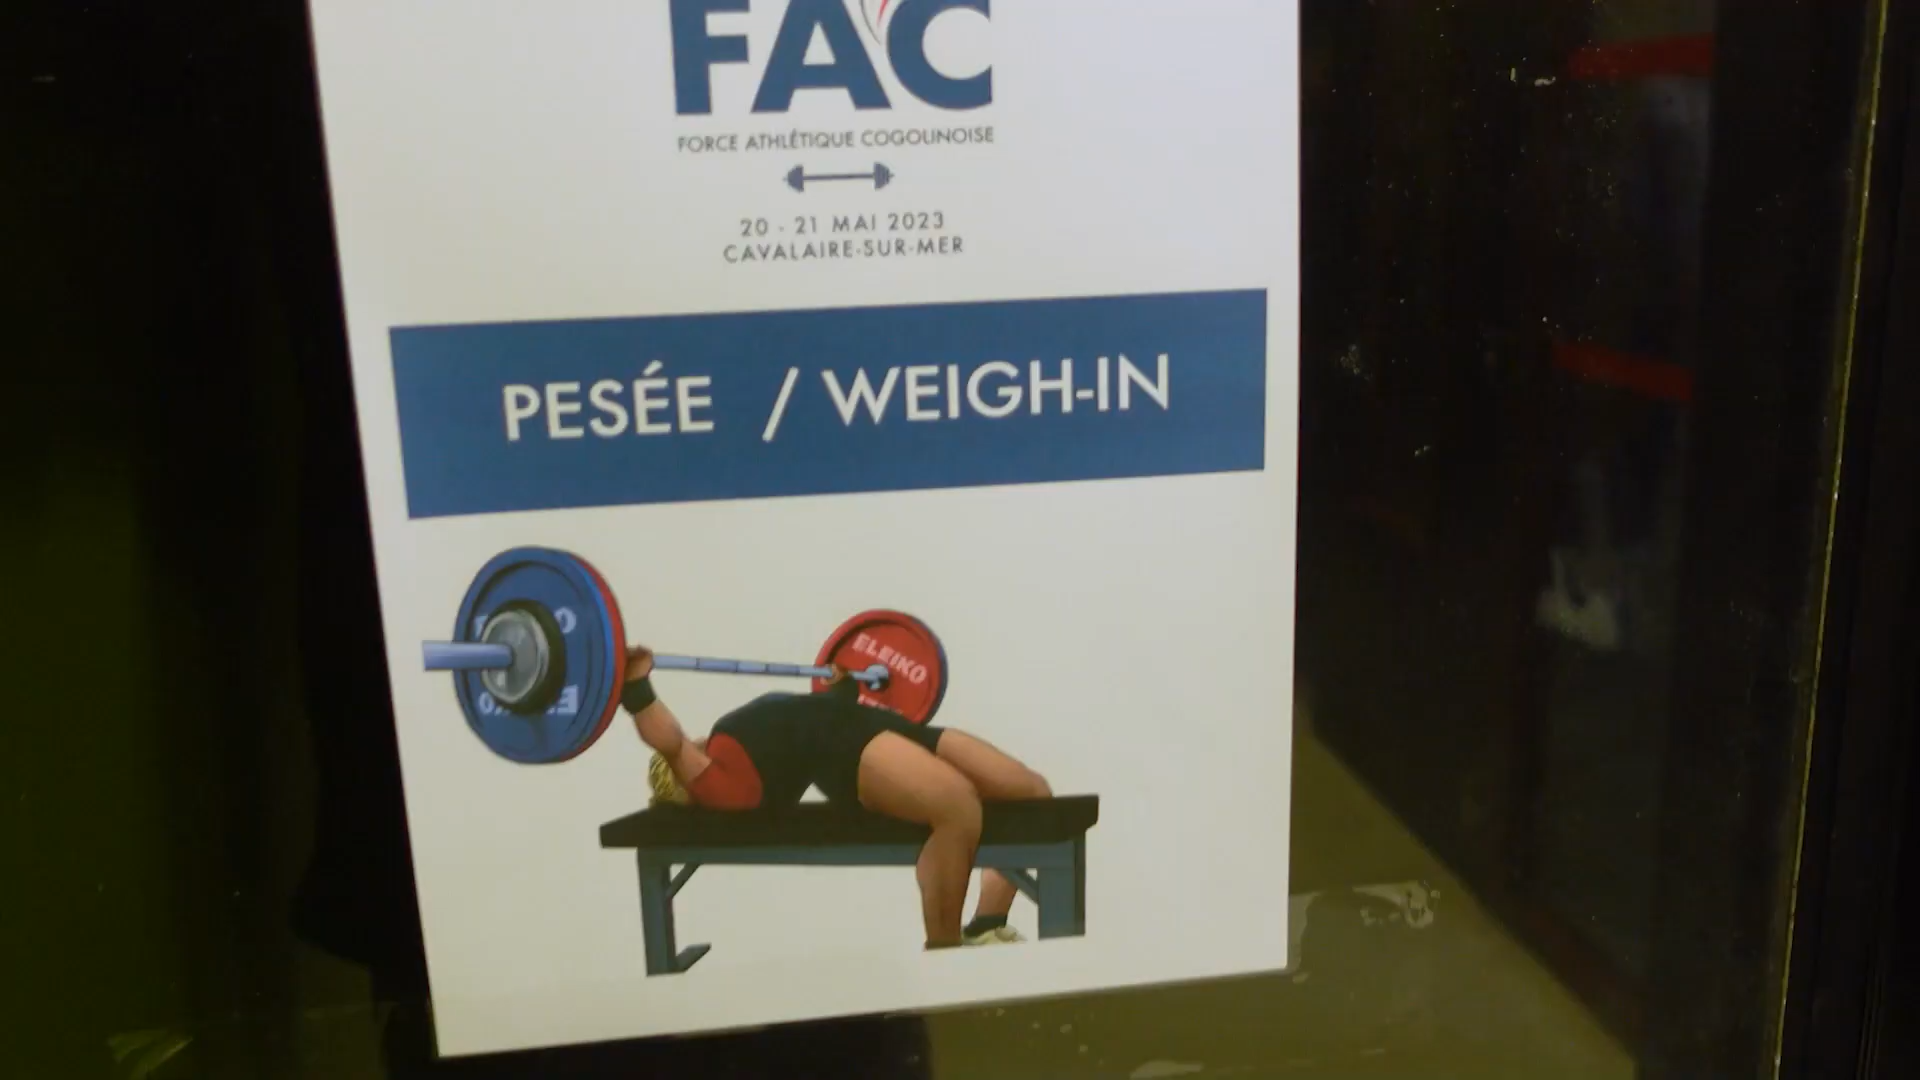 FAC
FORCE ATHLÉTIQUE COGOLINOISE
20 - 21 MAI 2023
CAVALAIRE-SUR-MER
PESÉE / WEIGH-IN
ELEIKO